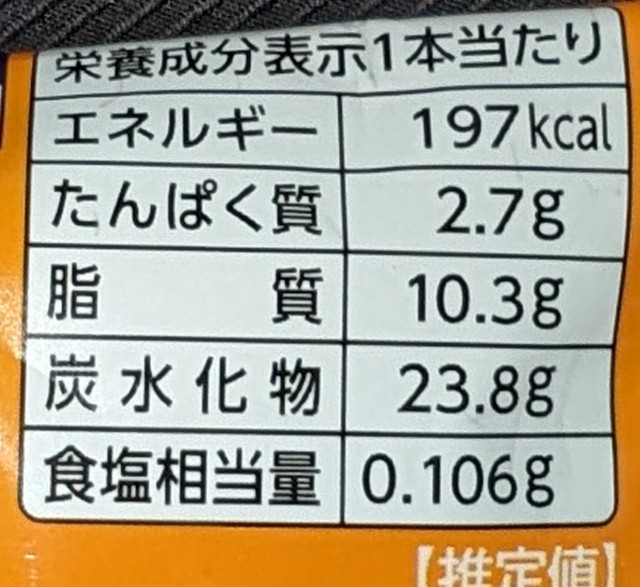 栄養成分表示1本当たり
エネルギー 197kcal
たんぱく質 2.7g
脂質 10.3g
炭水化物 23.8g
食塩相当量 0.106g
【推定値】